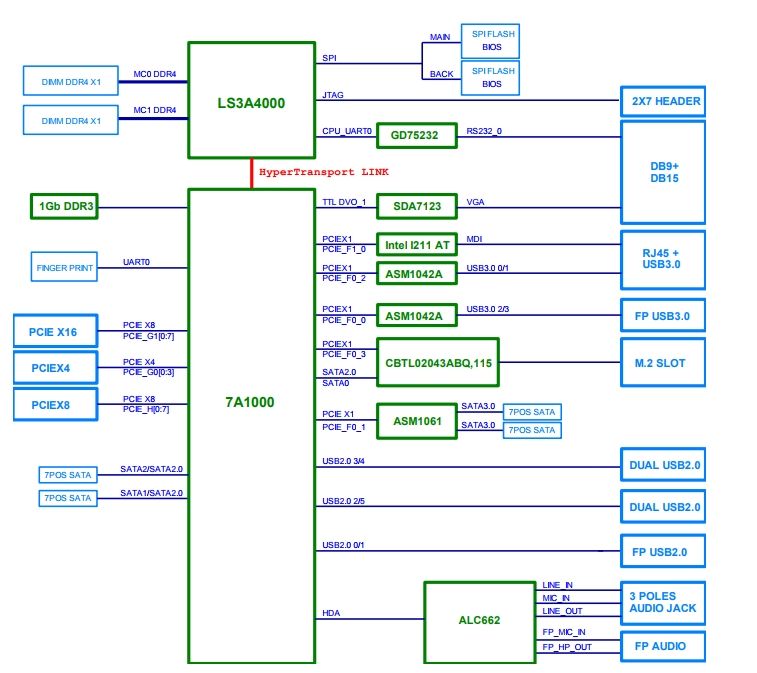 MAIN
SPI FLASH
BIOS
SPI
BACK
SPI FLASH
BIOS
DIMM DDR4 X1
MC0 DDR4
LS3A4000
JTAG
2X7 HEADER
DIMM DDR4 X1
MC1 DDR4
CPU_UART0
GD75232
RS232_0
DB9+
DB15
HyperTransport LINK
1Gb DDR3
TTL DVO_1
SDA7123
VGA
PCIEX1
PCIE_F1_0
Intel I211 AT
MDI
RJ45 +
USB3.0
FINGER PRINT
UART0
PCIEX1
PCIE_F0_2
ASM1042A
USB3.0 0/1
PCIEX1
PCIE_F0_0
ASM1042A
USB3.0 2/3
FP USB3.0
PCIE X16
PCIE X8
PCIE_G1[0:7]
PCIEX1
PCIE_F0_3
CBTL02043ABQ,115
M.2 SLOT
PCIEX4
PCIE X4
PCIE_G0[0:3]
SATA2.0
SATA0
PCIEX8
PCIE X8
PCIE_H[0:7]
7A1000
PCIE X1
PCIE_F0_1
ASM1061
SATA3.0
7POS SATA
SATA3.0
7POS SATA
7POS SATA
SATA2/SATA2.0
USB2.0 3/4
DUAL USB2.0
7POS SATA
SATA1/SATA2.0
USB2.0 2/5
DUAL USB2.0
USB2.0 0/1
FP USB2.0
HDA
ALC662
LINE_IN
MIC_IN
LINE_OUT
3 POLES
AUDIO JACK
FP_MIC_IN
FP_HP_OUT
FP AUDIO